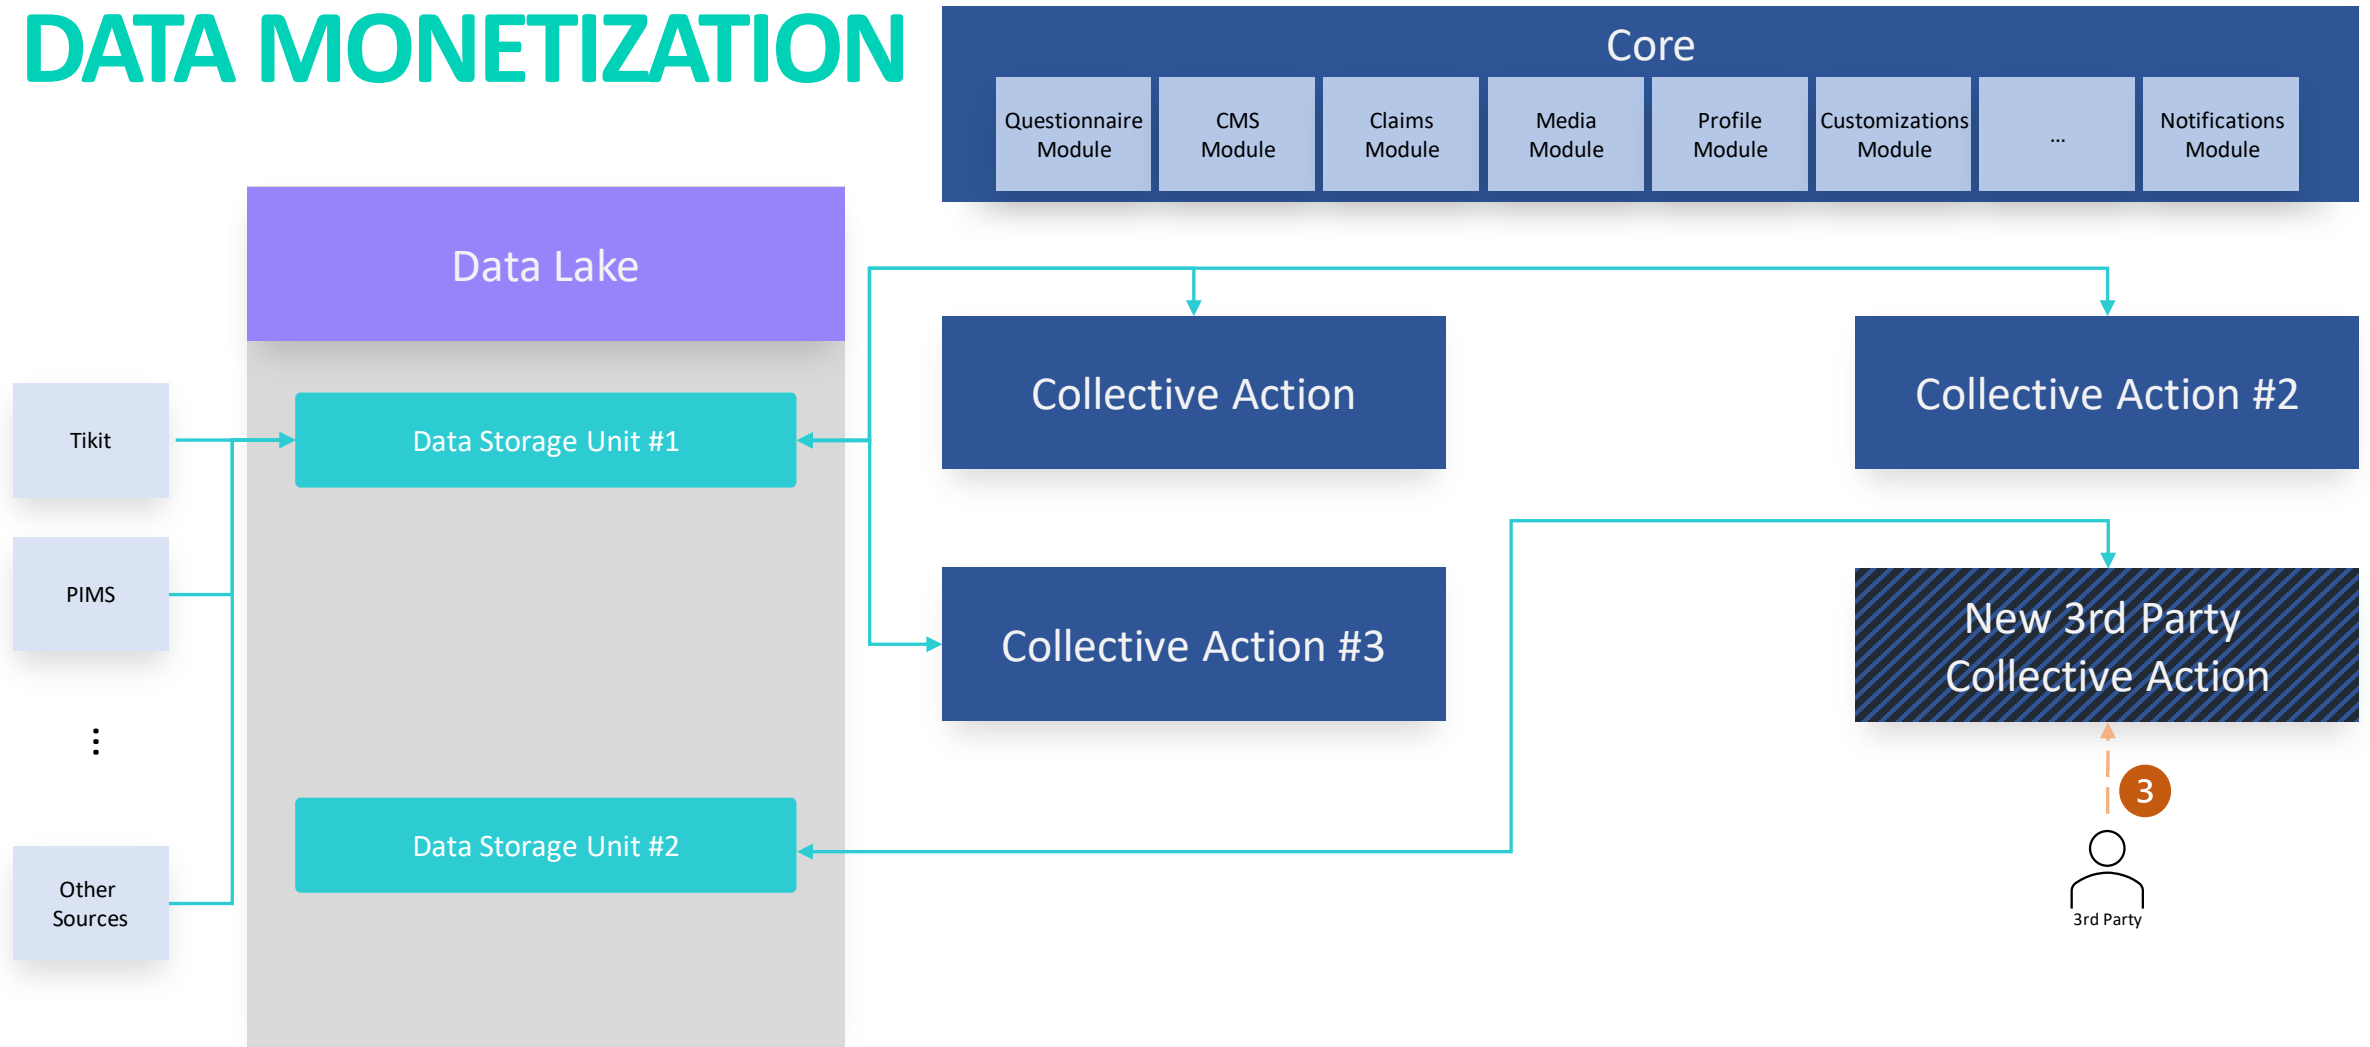 DATA MONETIZATION
Core
Questionnaire
Module
CMS
Module
Claims
Module
Media
Module
Profile
Module
Customizations
Module
...
Notifications
Module
Data Lake
Tikit
PIMS
...
Other
Sources
Data Storage Unit #1
Data Storage Unit #2
Collective Action
Collective Action #2
Collective Action #3
New 3rd Party
Collective Action
3
3rd Party